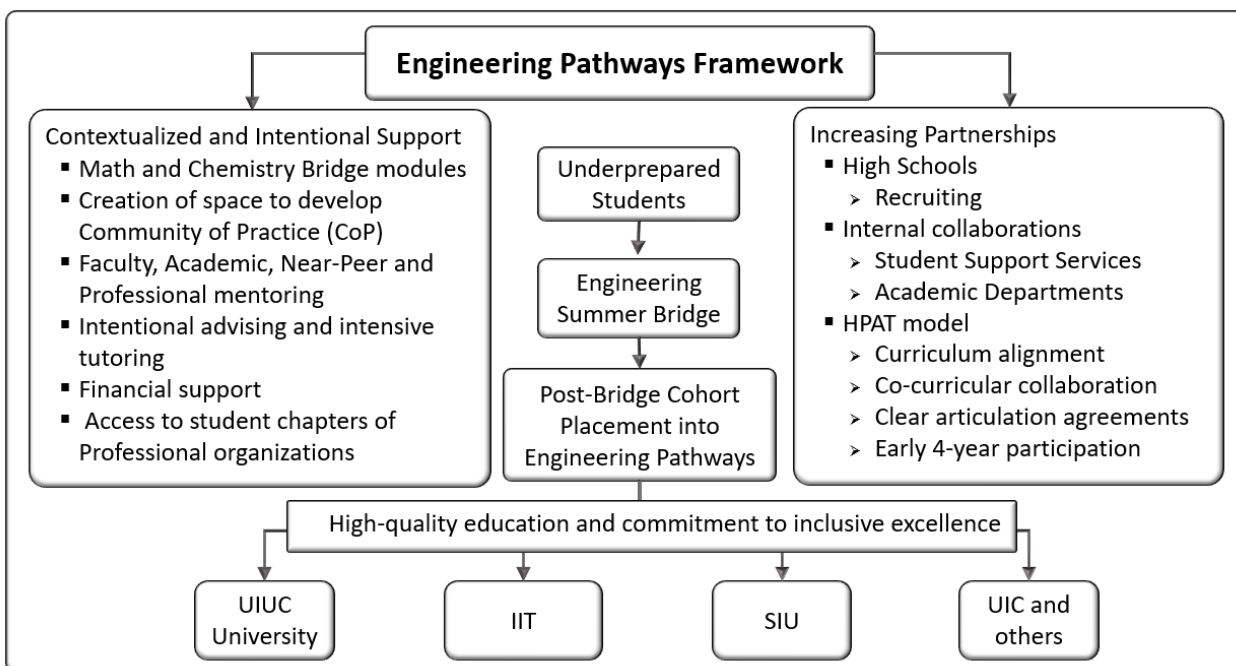 Engineering Pathways Framework
Contextualized and Intentional Support
▪ Math and Chemistry Bridge modules
▪ Creation of space to develop
Community of Practice (CoP)
▪ Faculty, Academic, Near-Peer and
Professional mentoring
▪ Intentional advising and intensive
tutoring
▪ Financial support
▪ Access to student chapters of
Professional organizations
Underprepared
Students
Engineering
Summer Bridge
Post-Bridge Cohort
Placement into
Engineering Pathways
Increasing Partnerships
▪ High Schools
➢ Recruiting
▪ Internal collaborations
➢ Student Support Services
➢ Academic Departments
▪ HPAT model
➢ Curriculum alignment
➢ Co-curricular collaboration
➢ Clear articulation agreements
➢ Early 4-year participation
High-quality education and commitment to inclusive excellence
UIUC
University
IIT
SIU
UIC and
others